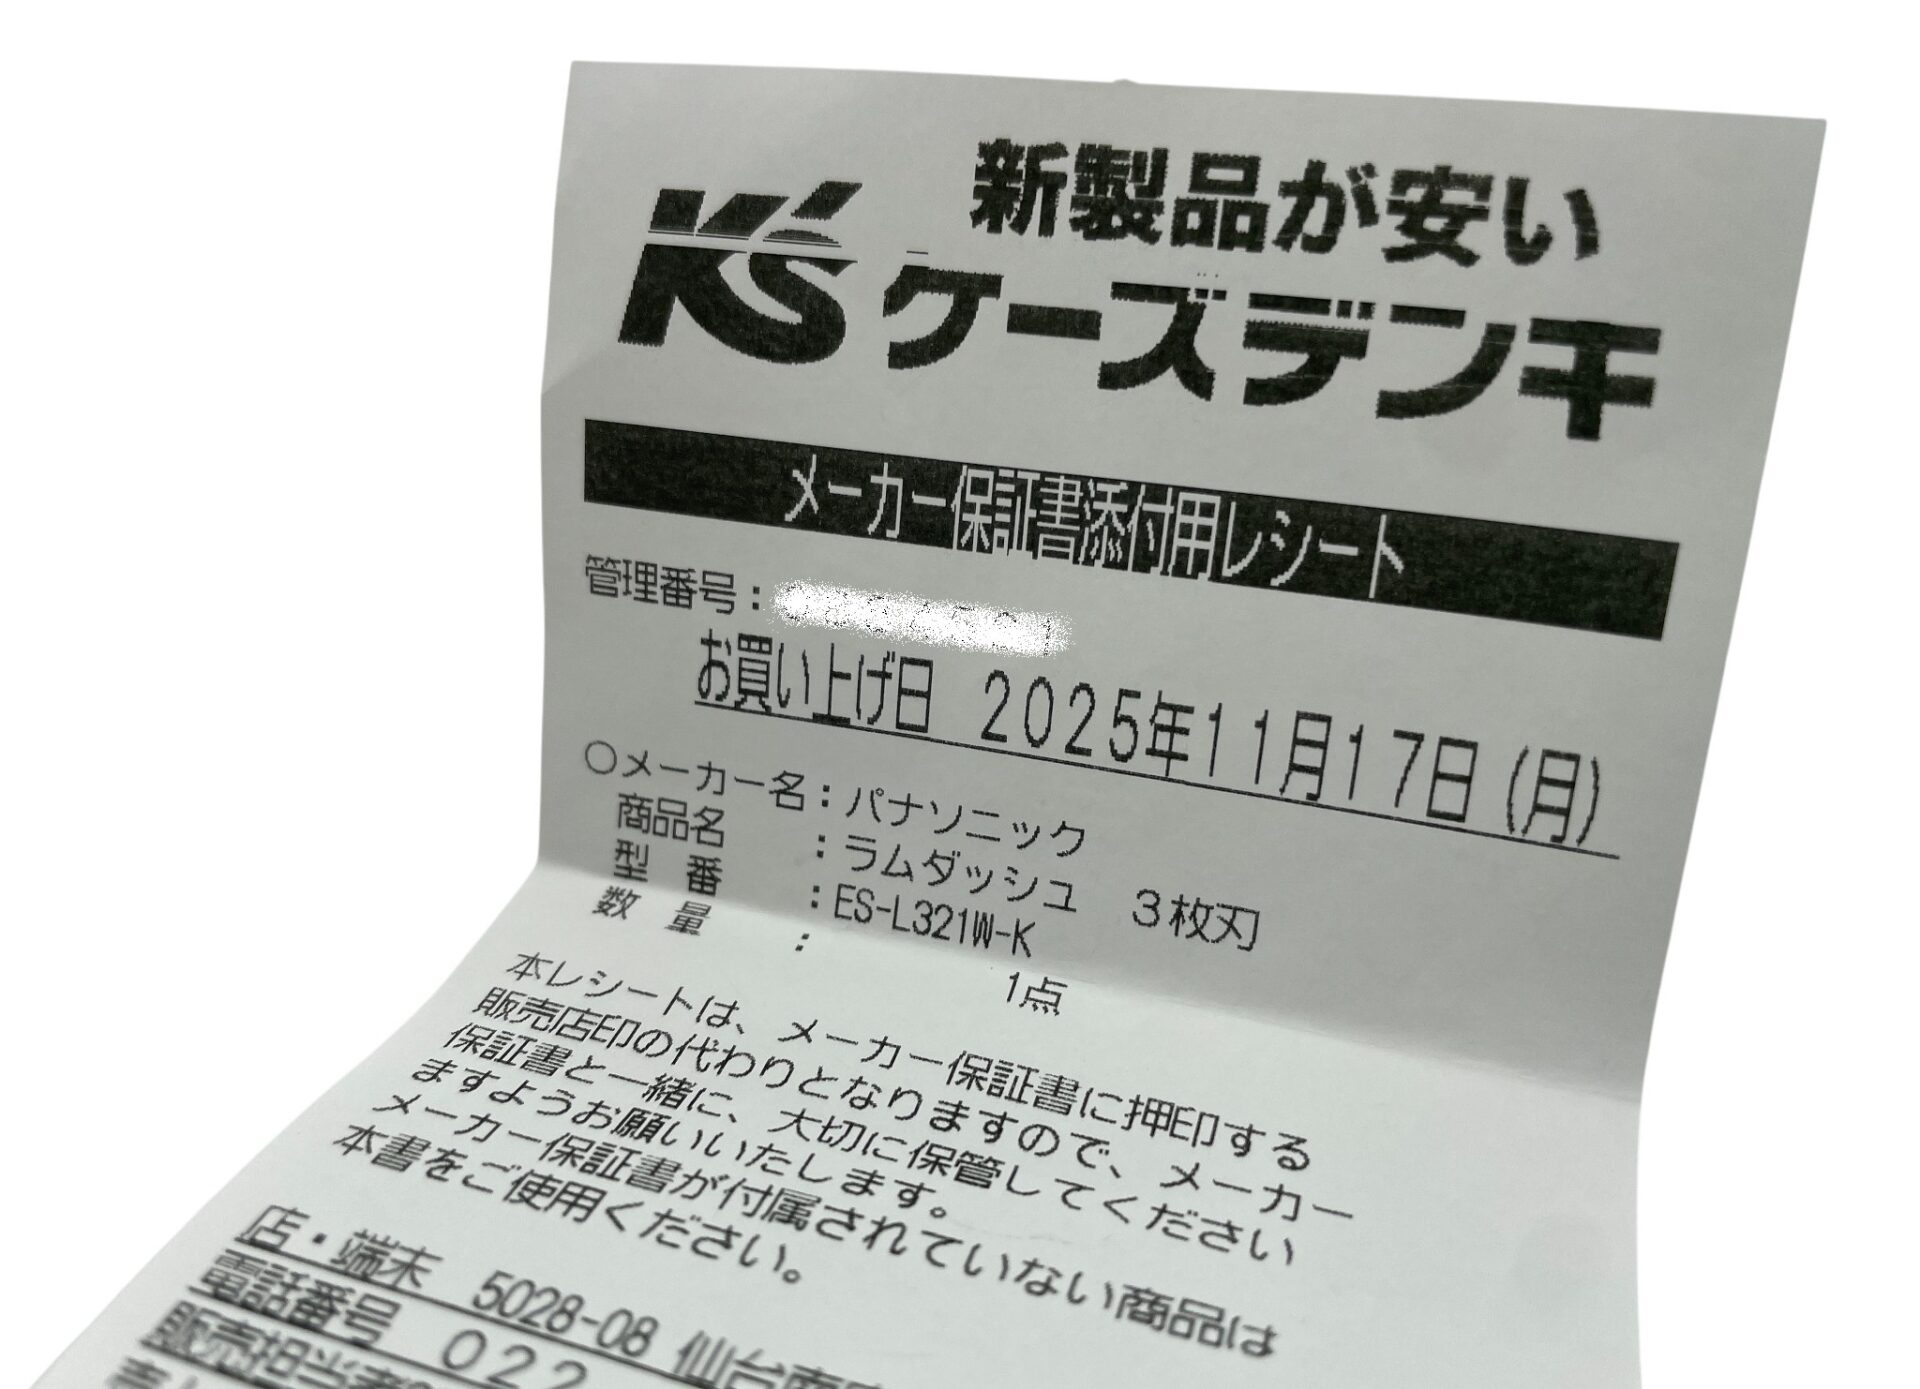 新製品が安い
K's ケーズデンキ
メーカー保証書添付用レシート
管理番号:
お買い上げ日 2025年11月17日(月)
○メーカー名:パナソニック
商品名:ラムダッシュ 3枚刃
型番:ES-L321W-K
数量: 1点
本レシートは、メーカー保証書に押印する
販売店印の代わりとなりますので、メーカー
保証書と一緒に、大切に保管してください
ますようお願いいたします。
メーカー保証書が付属されていない商品は
本書をご使用ください。
店・端末 5028-08 仙台南
電話番号 022
販売担当者